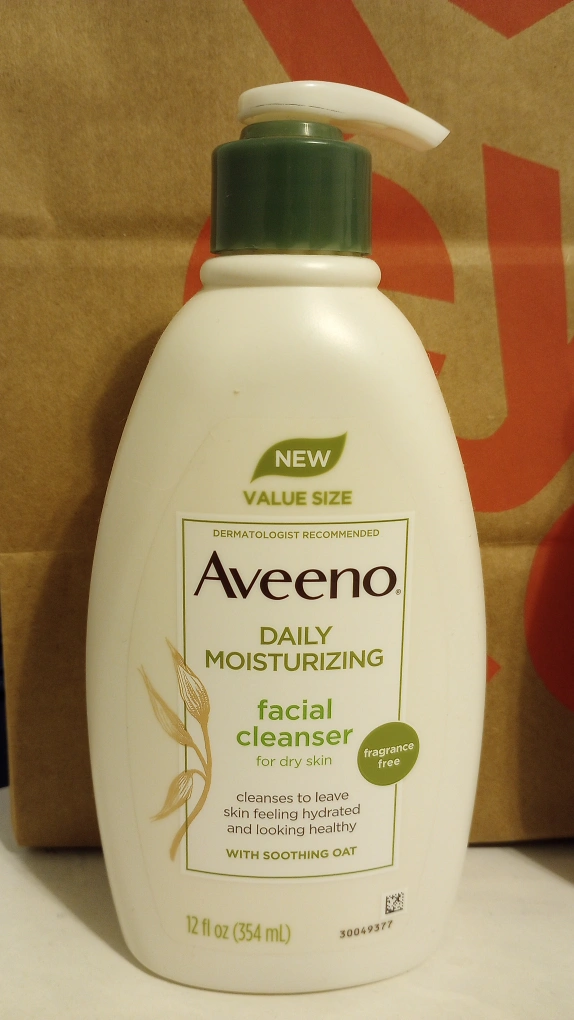 NEW
VALUE SIZE
DERMATOLOGIST RECOMMENDED
Aveeno®
DAILY
MOISTURIZING
facial
cleanser
for dry skin
fragrance
free
cleanses to leave
skin feeling hydrated
and looking healthy
WITH SOOTHING OAT
12 fl oz (354 mL)
30049377